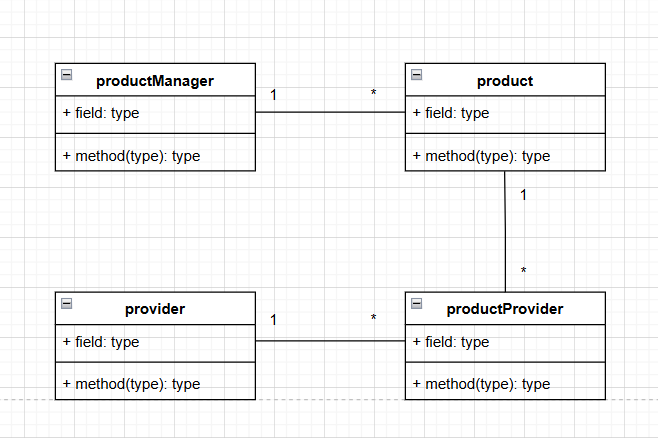 productManager
+ field: type
+ method(type): type
1
*
product
+ field: type
+ method(type): type
1
*
provider
+ field: type
+ method(type): type
1
*
productProvider
+ field: type
+ method(type): type